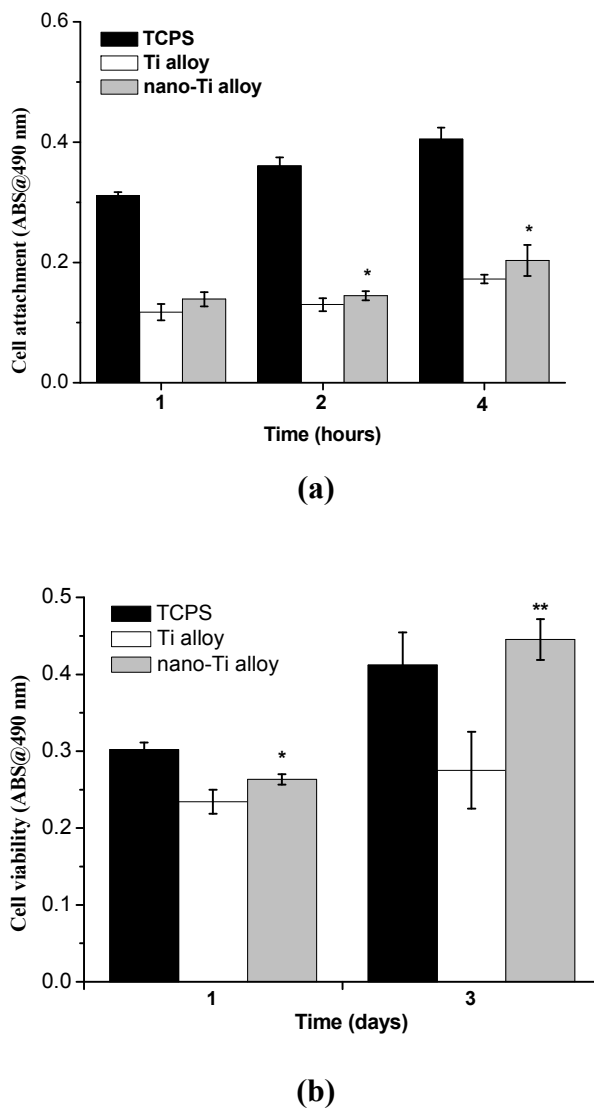 0.6
TCPS
Ti alloy
nano-Ti alloy
0.4
0.2
0.0
Cell attachment (ABS@490 nm)
*
*
1 2 4
Time (hours)
(a)
0.5
TCPS
Ti alloy
nano-Ti alloy
0.4
0.3
0.2
0.1
0.0
Cell viability (ABS@490 nm)
*
**
1 3
Time (days)
(b)